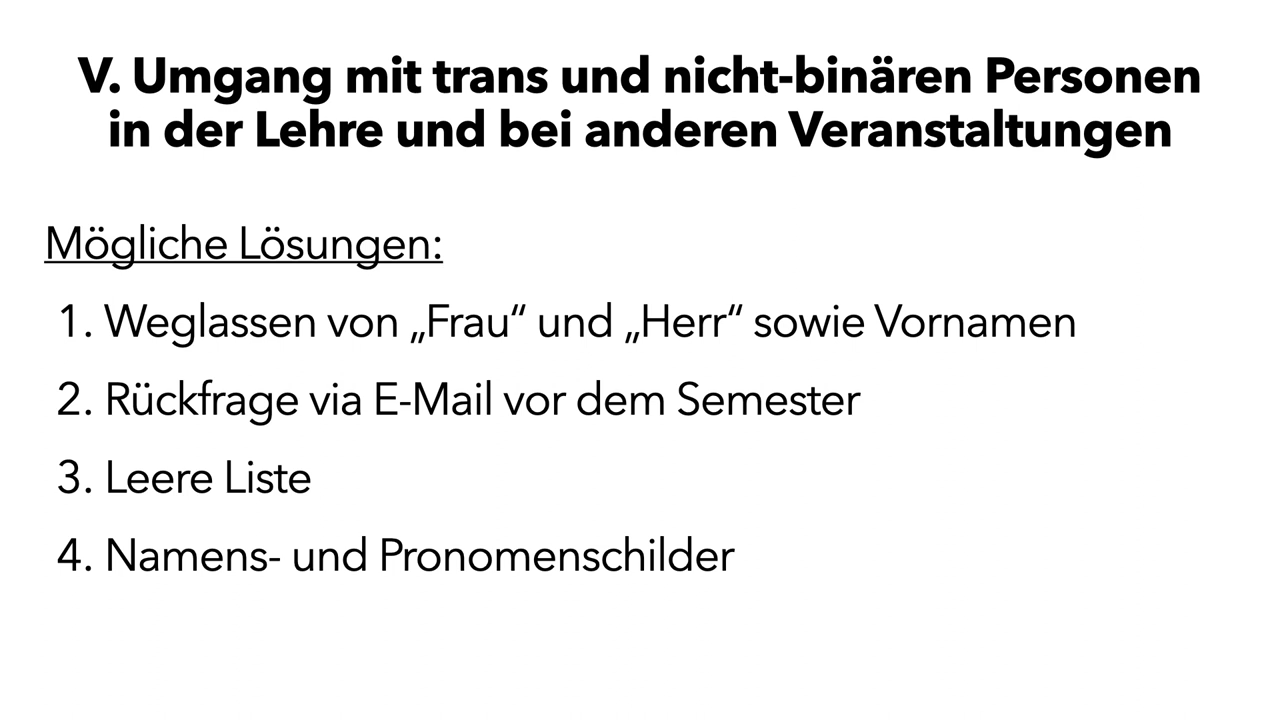 V. Umgang mit trans und nicht-binären Personen
in der Lehre und bei anderen Veranstaltungen
Mögliche Lösungen:
1. Weglassen von „Frau“ und „Herr“ sowie Vornamen
2. Rückfrage via E-Mail vor dem Semester
3. Leere Liste
4. Namens- und Pronomenschilder